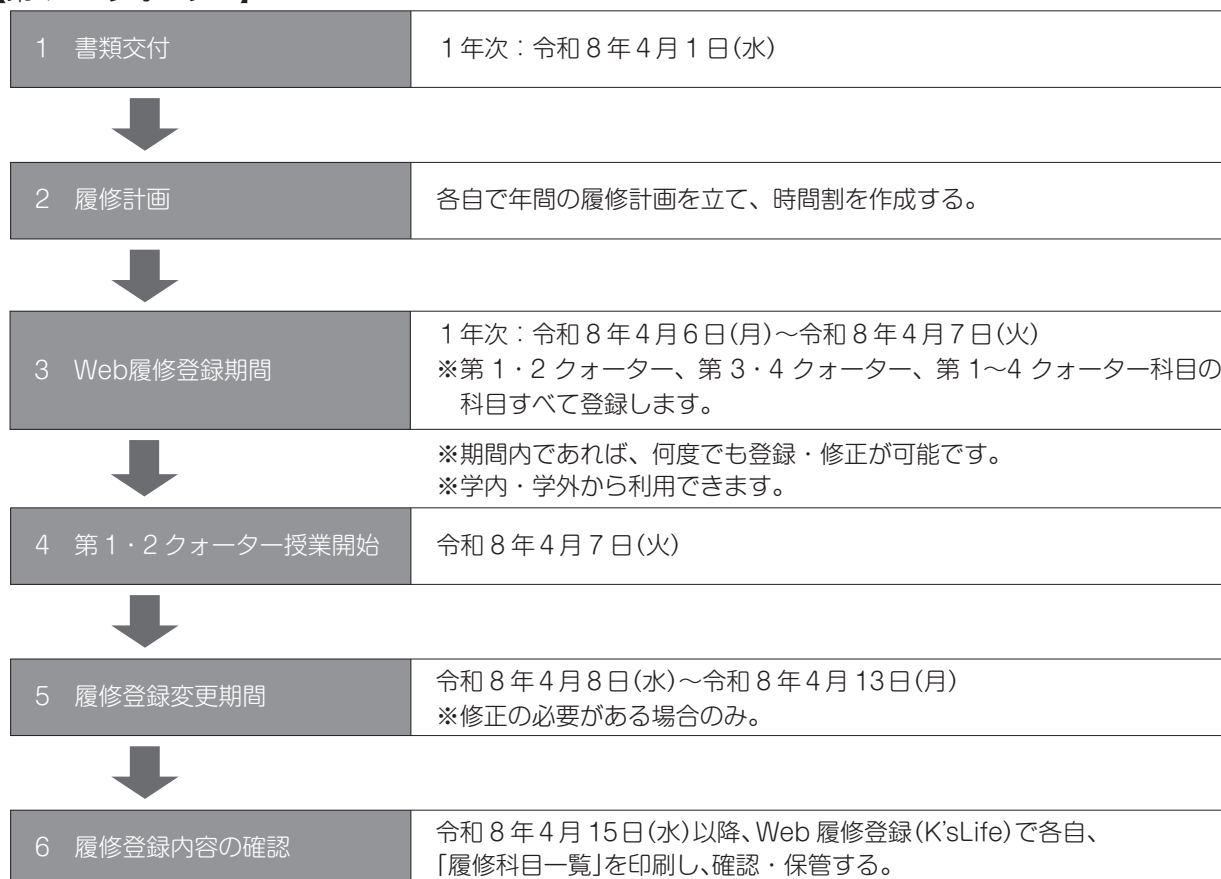 1 書類交付
1年次：令和8年4月1日(水)
2 履修計画
各自で年間の履修計画を立て、時間割を作成する。
3 Web履修登録期間
1年次：令和8年4月6日(月)～令和8年4月7日(火)
※第1・2クォーター、第3・4クォーター、第1～4クォーター科目の
科目すべて登録します。
※期間内であれば、何度でも登録・修正が可能です。
※学内・学外から利用できます。
4 第1・2クォーター授業開始
令和8年4月7日(火)
5 履修登録変更期間
令和8年4月8日(水)～令和8年4月13日(月)
※修正の必要がある場合のみ。
6 履修登録内容の確認
令和8年4月15日(水)以降、Web履修登録(K'sLife)で各自、
「履修科目一覧」を印刷し、確認・保管する。